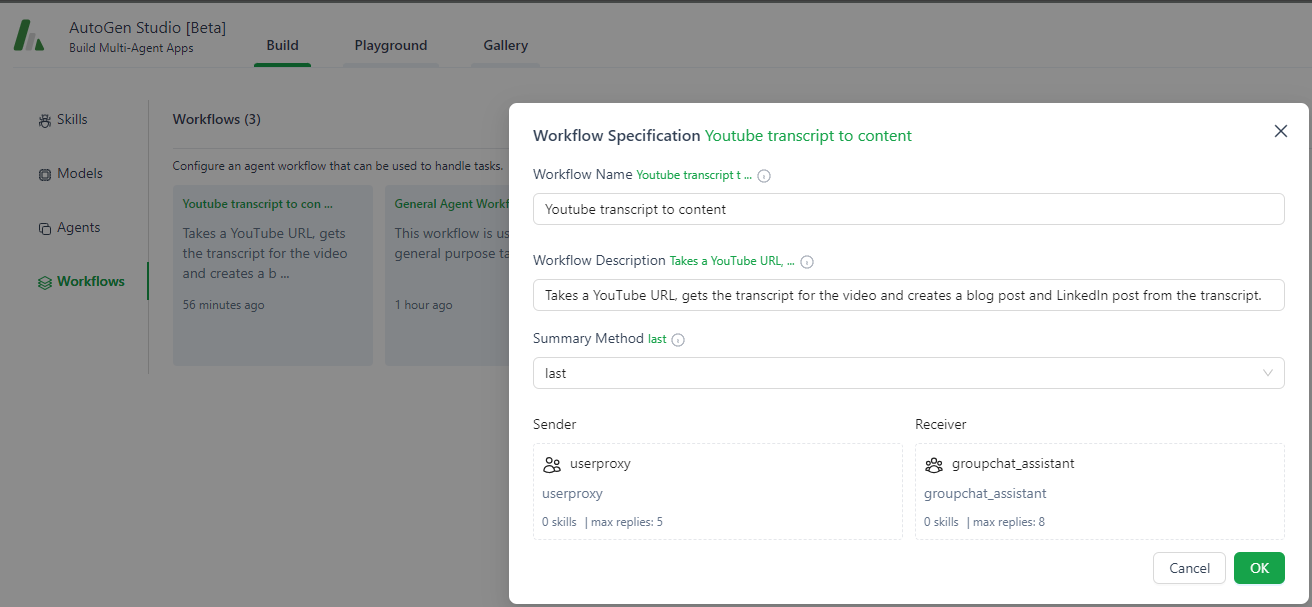 AutoGen Studio [Beta]
Build Multi-Agent Apps
Build
Playground
Gallery
Skills
Models
Agents
Workflows
Workflows (3)
Configure an agent workflow that can be used to handle tasks.
Youtube transcript to con ...
Takes a YouTube URL, gets
the transcript for the video
and creates a b ...
56 minutes ago
General Agent Workf
This workflow is us
general purpose ta
1 hour ago
Workflow Specification Youtube transcript to content
Workflow Name Youtube transcript t ...
Youtube transcript to content
Workflow Description Takes a YouTube URL, ...
Takes a YouTube URL, gets the transcript for the video and creates a blog post and LinkedIn post from the transcript.
Summary Method last
last
Sender
userproxy
userproxy
0 skills | max replies: 5
Receiver
groupchat_assistant
groupchat_assistant
0 skills | max replies: 8
Cancel
OK